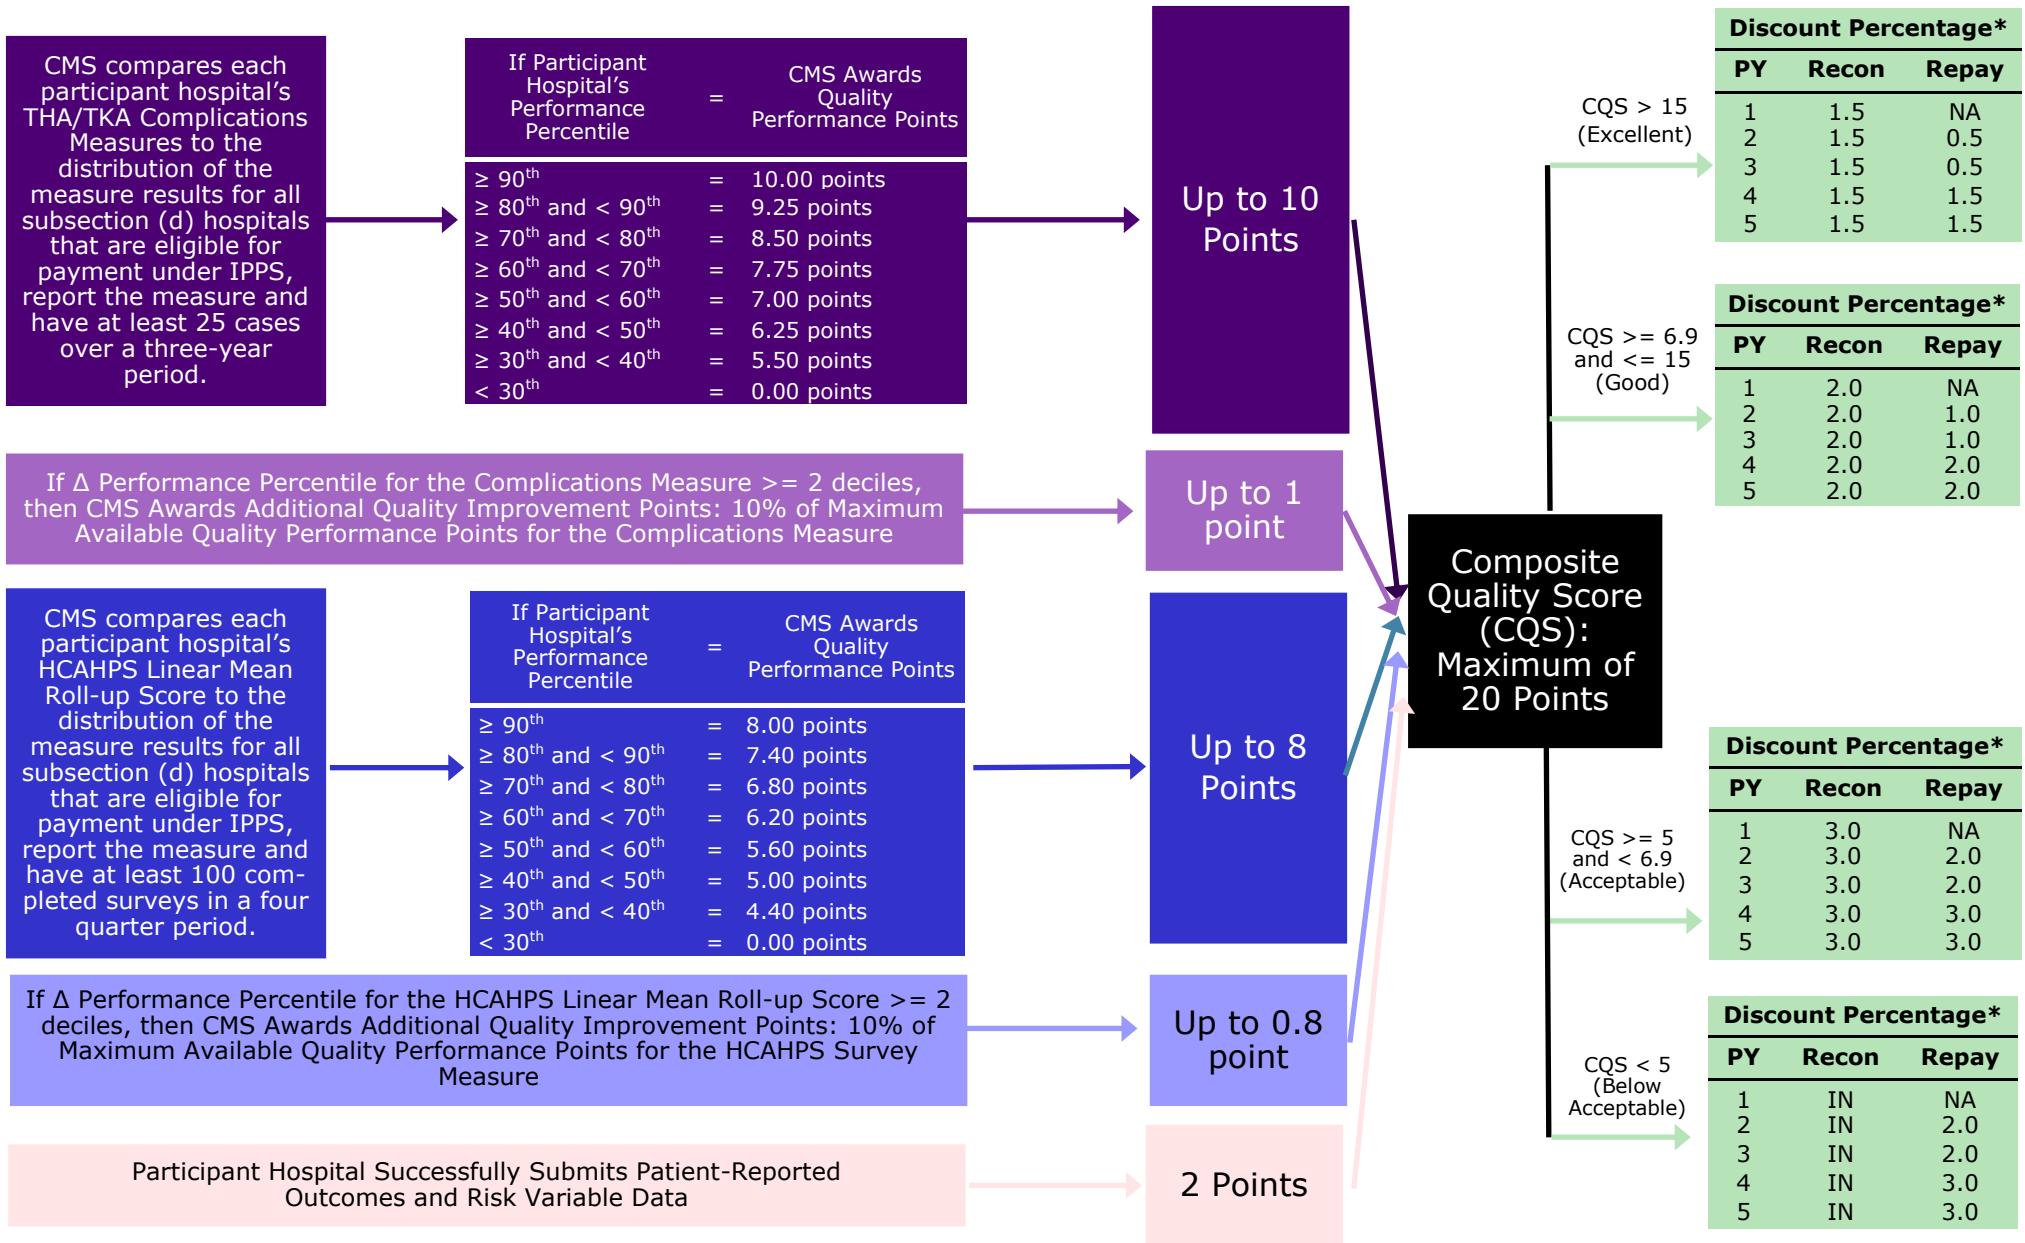 CMS compares each
participant hospital's
THA/TKA Complications
Measures to the
distribution of the
measure results for all
subsection (d) hospitals
that are eligible for
payment under IPPS,
report the measure and
have at least 25 cases
over a three-year
period.
If Participant
Hospital's
Performance
Percentile
=
CMS Awards
Quality
Performance Points
≥ 90th = 10.00 points
≥ 80th and < 90th = 9.25 points
≥ 70th and < 80th = 8.50 points
≥ 60th and < 70th = 7.75 points
≥ 50th and < 60th = 7.00 points
≥ 40th and < 50th = 6.25 points
≥ 30th and < 40th = 5.50 points
< 30th = 0.00 points
Up to 10
Points
If Δ Performance Percentile for the Complications Measure >= 2 deciles,
then CMS Awards Additional Quality Improvement Points: 10% of Maximum
Available Quality Performance Points for the Complications Measure
Up to 1
point
CMS compares each
participant hospital's
HCAHPS Linear Mean
Roll-up Score to the
distribution of the
measure results for all
subsection (d) hospitals
that are eligible for
payment under IPPS,
report the measure and
have at least 100 com-
pleted surveys in a four
quarter period.
If Participant
Hospital's
Performance
Percentile
=
CMS Awards
Quality
Performance Points
≥ 90th = 8.00 points
≥ 80th and < 90th = 7.40 points
≥ 70th and < 80th = 6.80 points
≥ 60th and < 70th = 6.20 points
≥ 50th and < 60th = 5.60 points
≥ 40th and < 50th = 5.00 points
≥ 30th and < 40th = 4.40 points
< 30th = 0.00 points
Up to 8
Points
If Δ Performance Percentile for the HCAHPS Linear Mean Roll-up Score >= 2
deciles, then CMS Awards Additional Quality Improvement Points: 10% of
Maximum Available Quality Performance Points for the HCAHPS Survey
Measure
Up to 0.8
point
Participant Hospital Successfully Submits Patient-Reported
Outcomes and Risk Variable Data
2 Points
Composite
Quality Score
(CQS):
Maximum of
20 Points
CQS > 15
(Excellent)
Discount Percentage*
PY Recon Repay
1 1.5 NA
2 1.5 0.5
3 1.5 0.5
4 1.5 1.5
5 1.5 1.5
CQS >= 6.9
and <= 15
(Good)
Discount Percentage*
PY Recon Repay
1 2.0 NA
2 2.0 1.0
3 2.0 1.0
4 2.0 2.0
5 2.0 2.0
CQS >= 5
and < 6.9
(Acceptable)
Discount Percentage*
PY Recon Repay
1 3.0 NA
2 3.0 2.0
3 3.0 2.0
4 3.0 3.0
5 3.0 3.0
CQS < 5
(Below
Acceptable)
Discount Percentage*
PY Recon Repay
1 IN NA
2 IN 2.0
3 IN 2.0
4 IN 3.0
5 IN 3.0